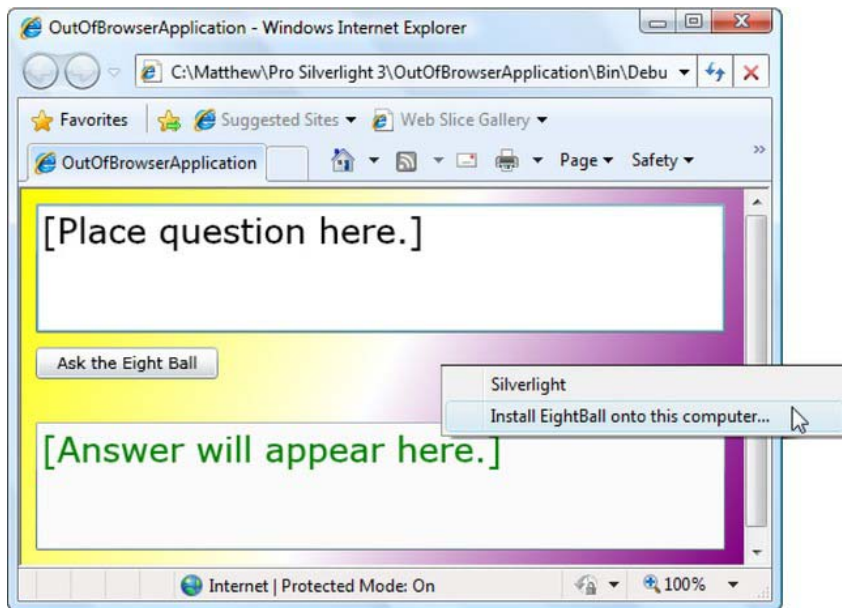 OutOfBrowserApplication - Windows Internet Explorer
C:\Matthew\Pro Silverlight 3\OutOfBrowserApplication\Bin\Debu
Favorites Suggested Sites Web Slice Gallery
OutOfBrowserApplication Page Safety
[Place question here.]
Ask the Eight Ball
Silverlight
Install EightBall onto this computer...
[Answer will appear here.]
Internet | Protected Mode: On 100%